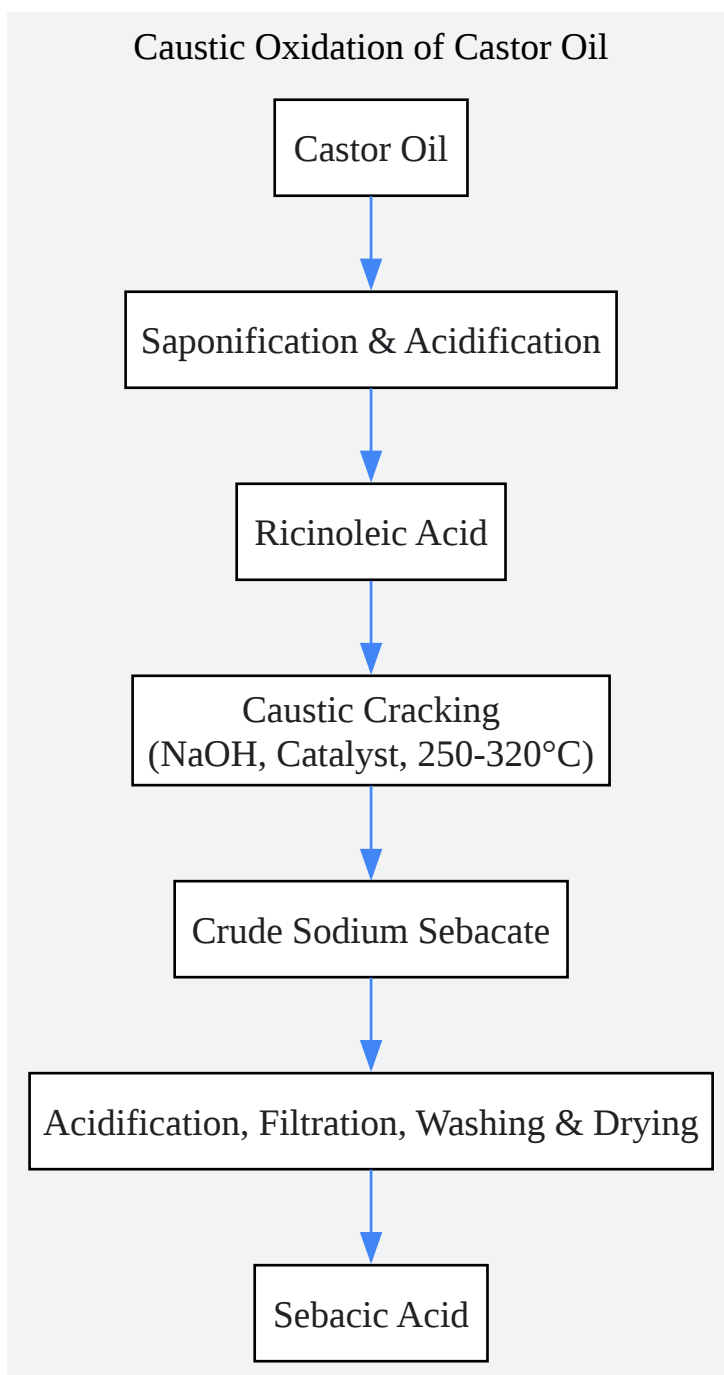 Caustic Oxidation of Castor Oil
Castor Oil
Saponification & Acidification
Ricinoleic Acid
Caustic Cracking
(NaOH, Catalyst, 250-320°C)
Crude Sodium Sebacate
Acidification, Filtration, Washing & Drying
Sebacic Acid